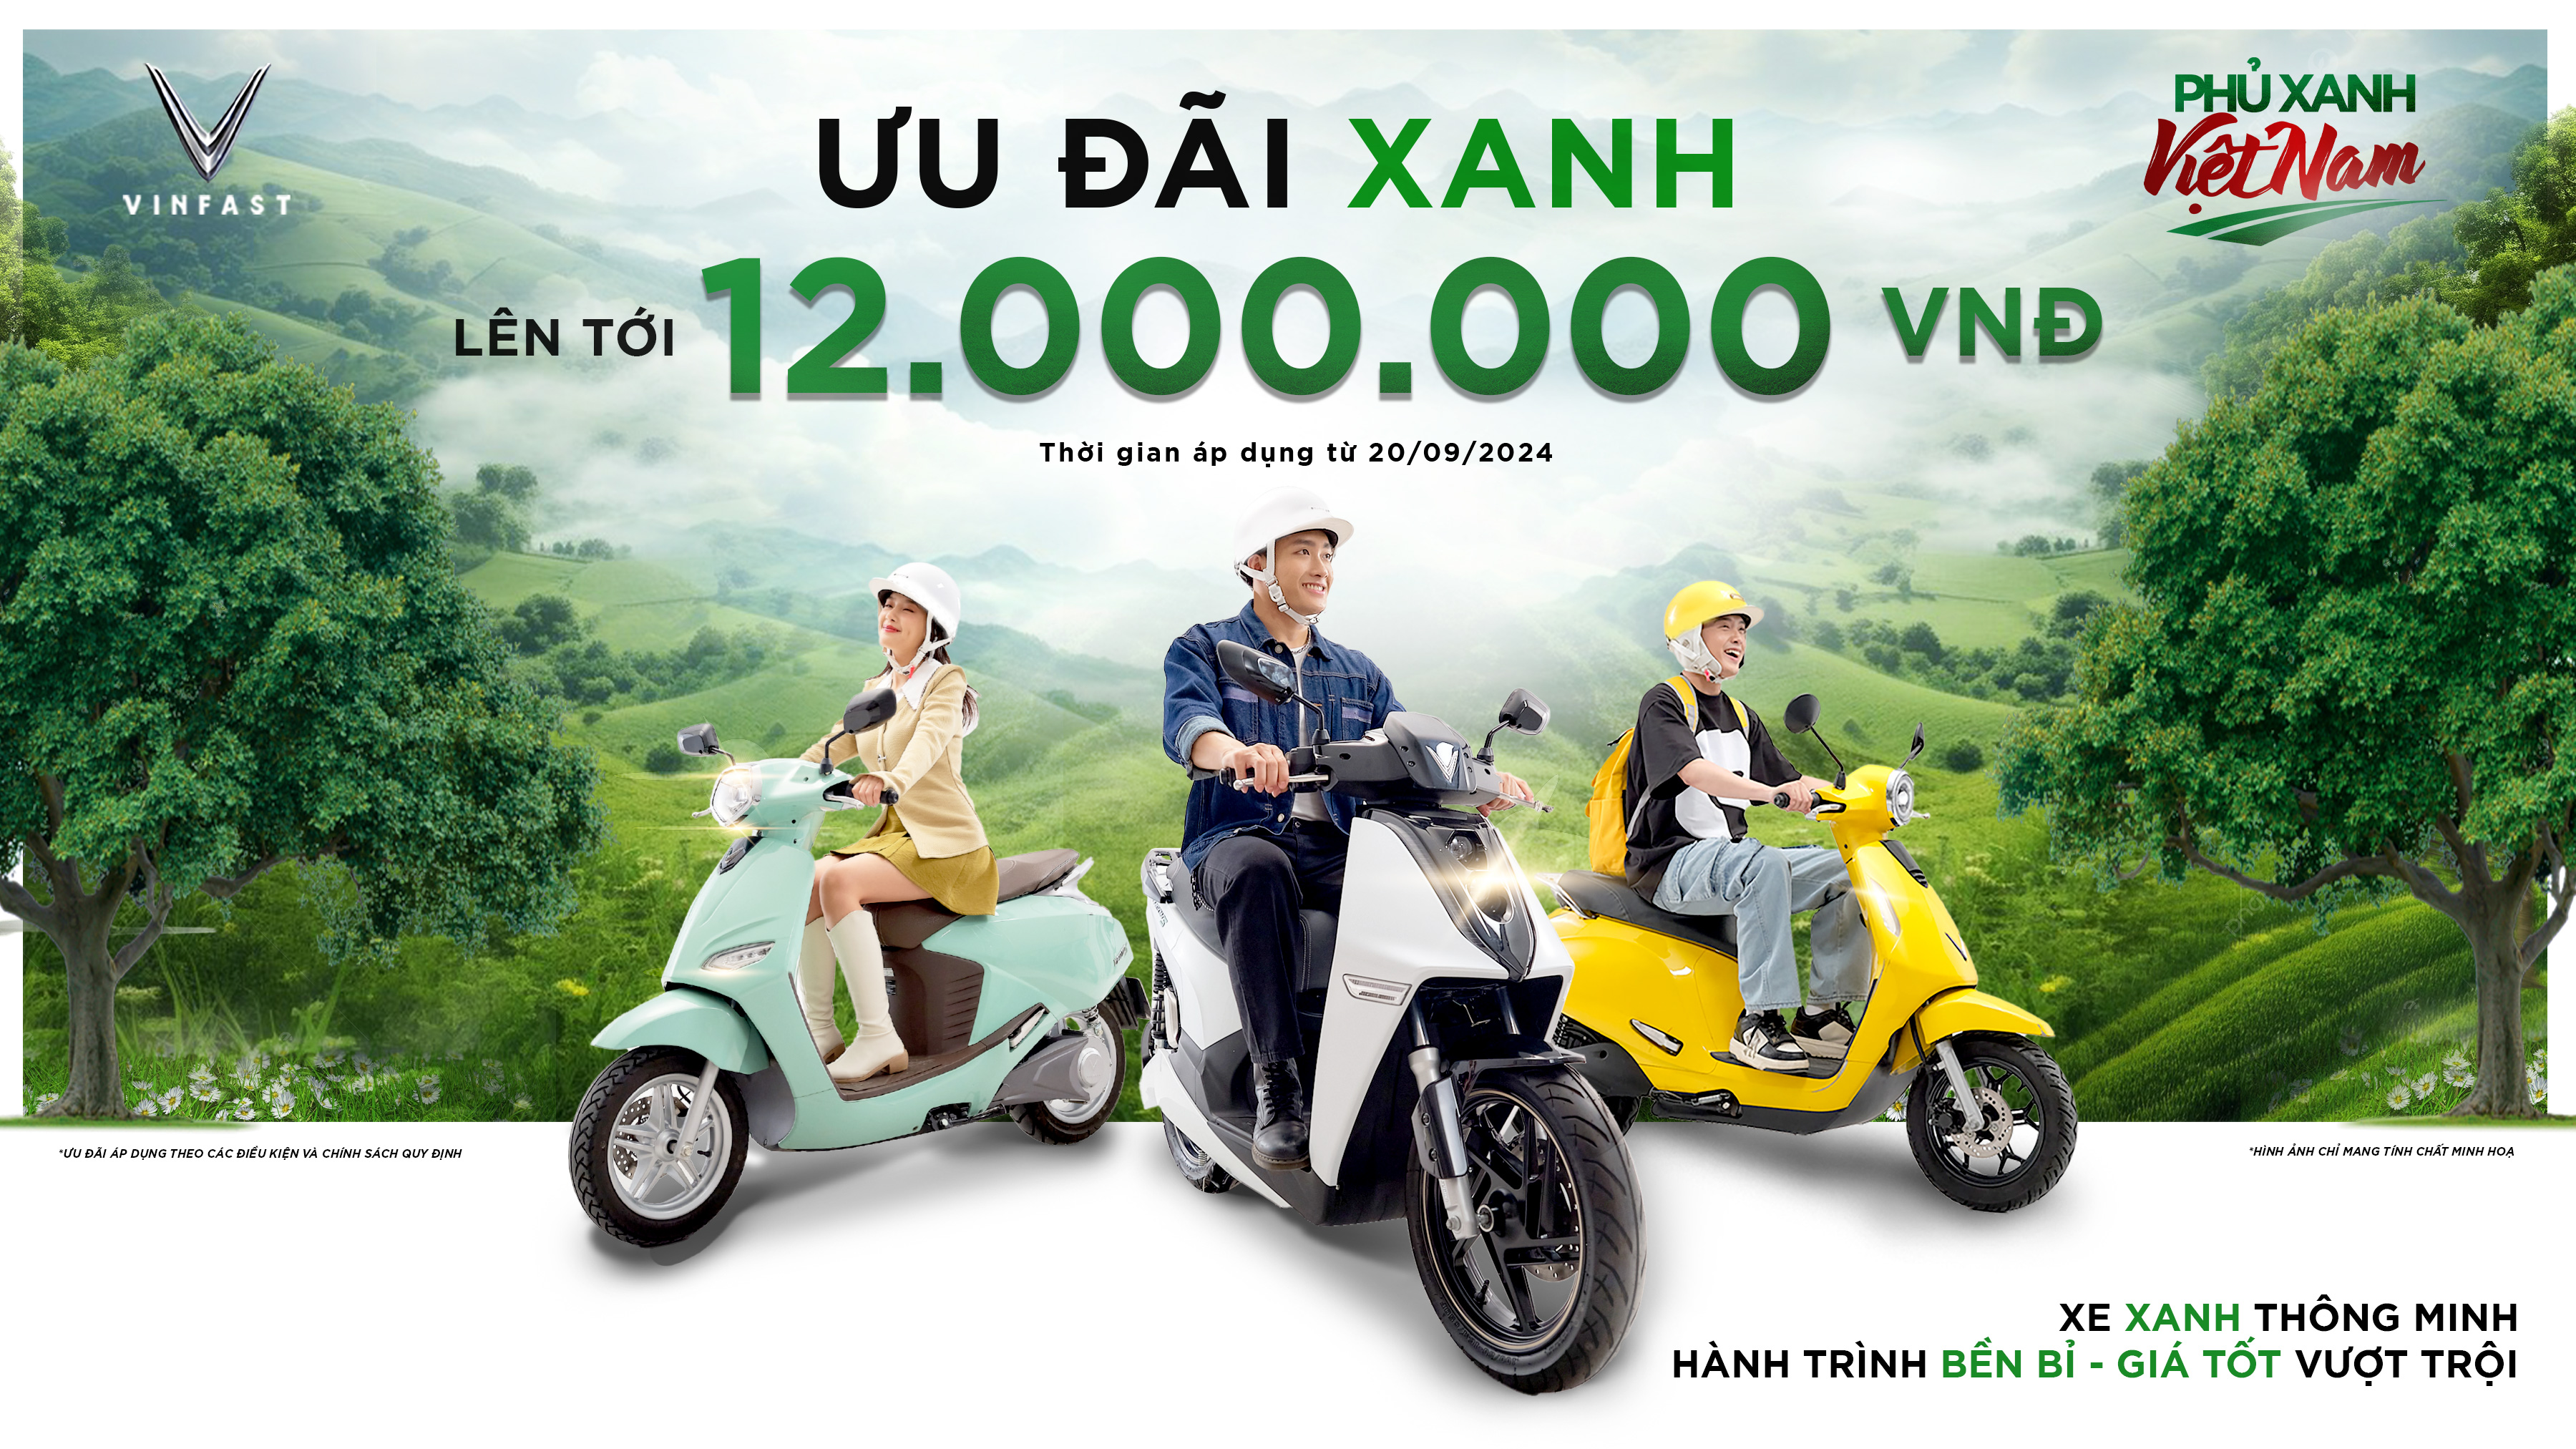 VINFAST
PHỦ XANH
Việt Nam
ƯU ĐÃI XANH
LÊN TỚI 12.000.000 VNĐ
Thời gian áp dụng từ 20/09/2024
*ƯU ĐÃI ÁP DỤNG THEO CÁC ĐIỀU KIỆN VÀ CHÍNH SÁCH QUY ĐỊNH
*HÌNH ẢNH CHỈ MANG TÍNH CHẤT MINH HOẠ
XE XANH THÔNG MINH
HÀNH TRÌNH BỀN BỈ - GIÁ TỐT VƯỢT TRỘI